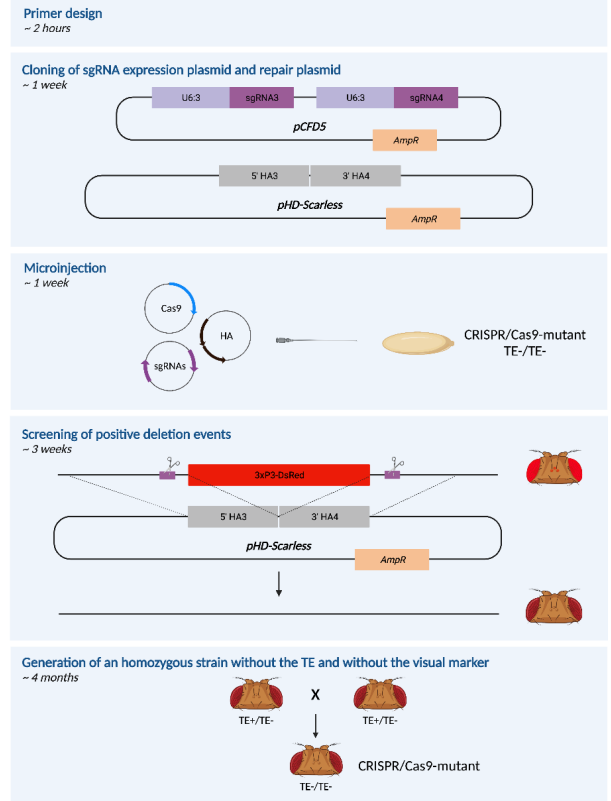 Primer design
~ 2 hours
Cloning of sgRNA expression plasmid and repair plasmid
~ 1 week
U6:3 sgRNA3 U6:3 sgRNA4
pCFD5
AmpR
5' HA3 3' HA4
pHD-Scarless
AmpR
Microinjection
~ 1 week
Cas9
HA
sgRNAs
CRISPR/Cas9-mutant
TE-/TE-
Screening of positive deletion events
~ 3 weeks
3xP3-DsRed
5' HA3 3' HA4
pHD-Scarless
AmpR
Generation of an homozygous strain without the TE and without the visual marker
~ 4 months
X
TE+/TE- TE+/TE-
CRISPR/Cas9-mutant
TE-/TE-